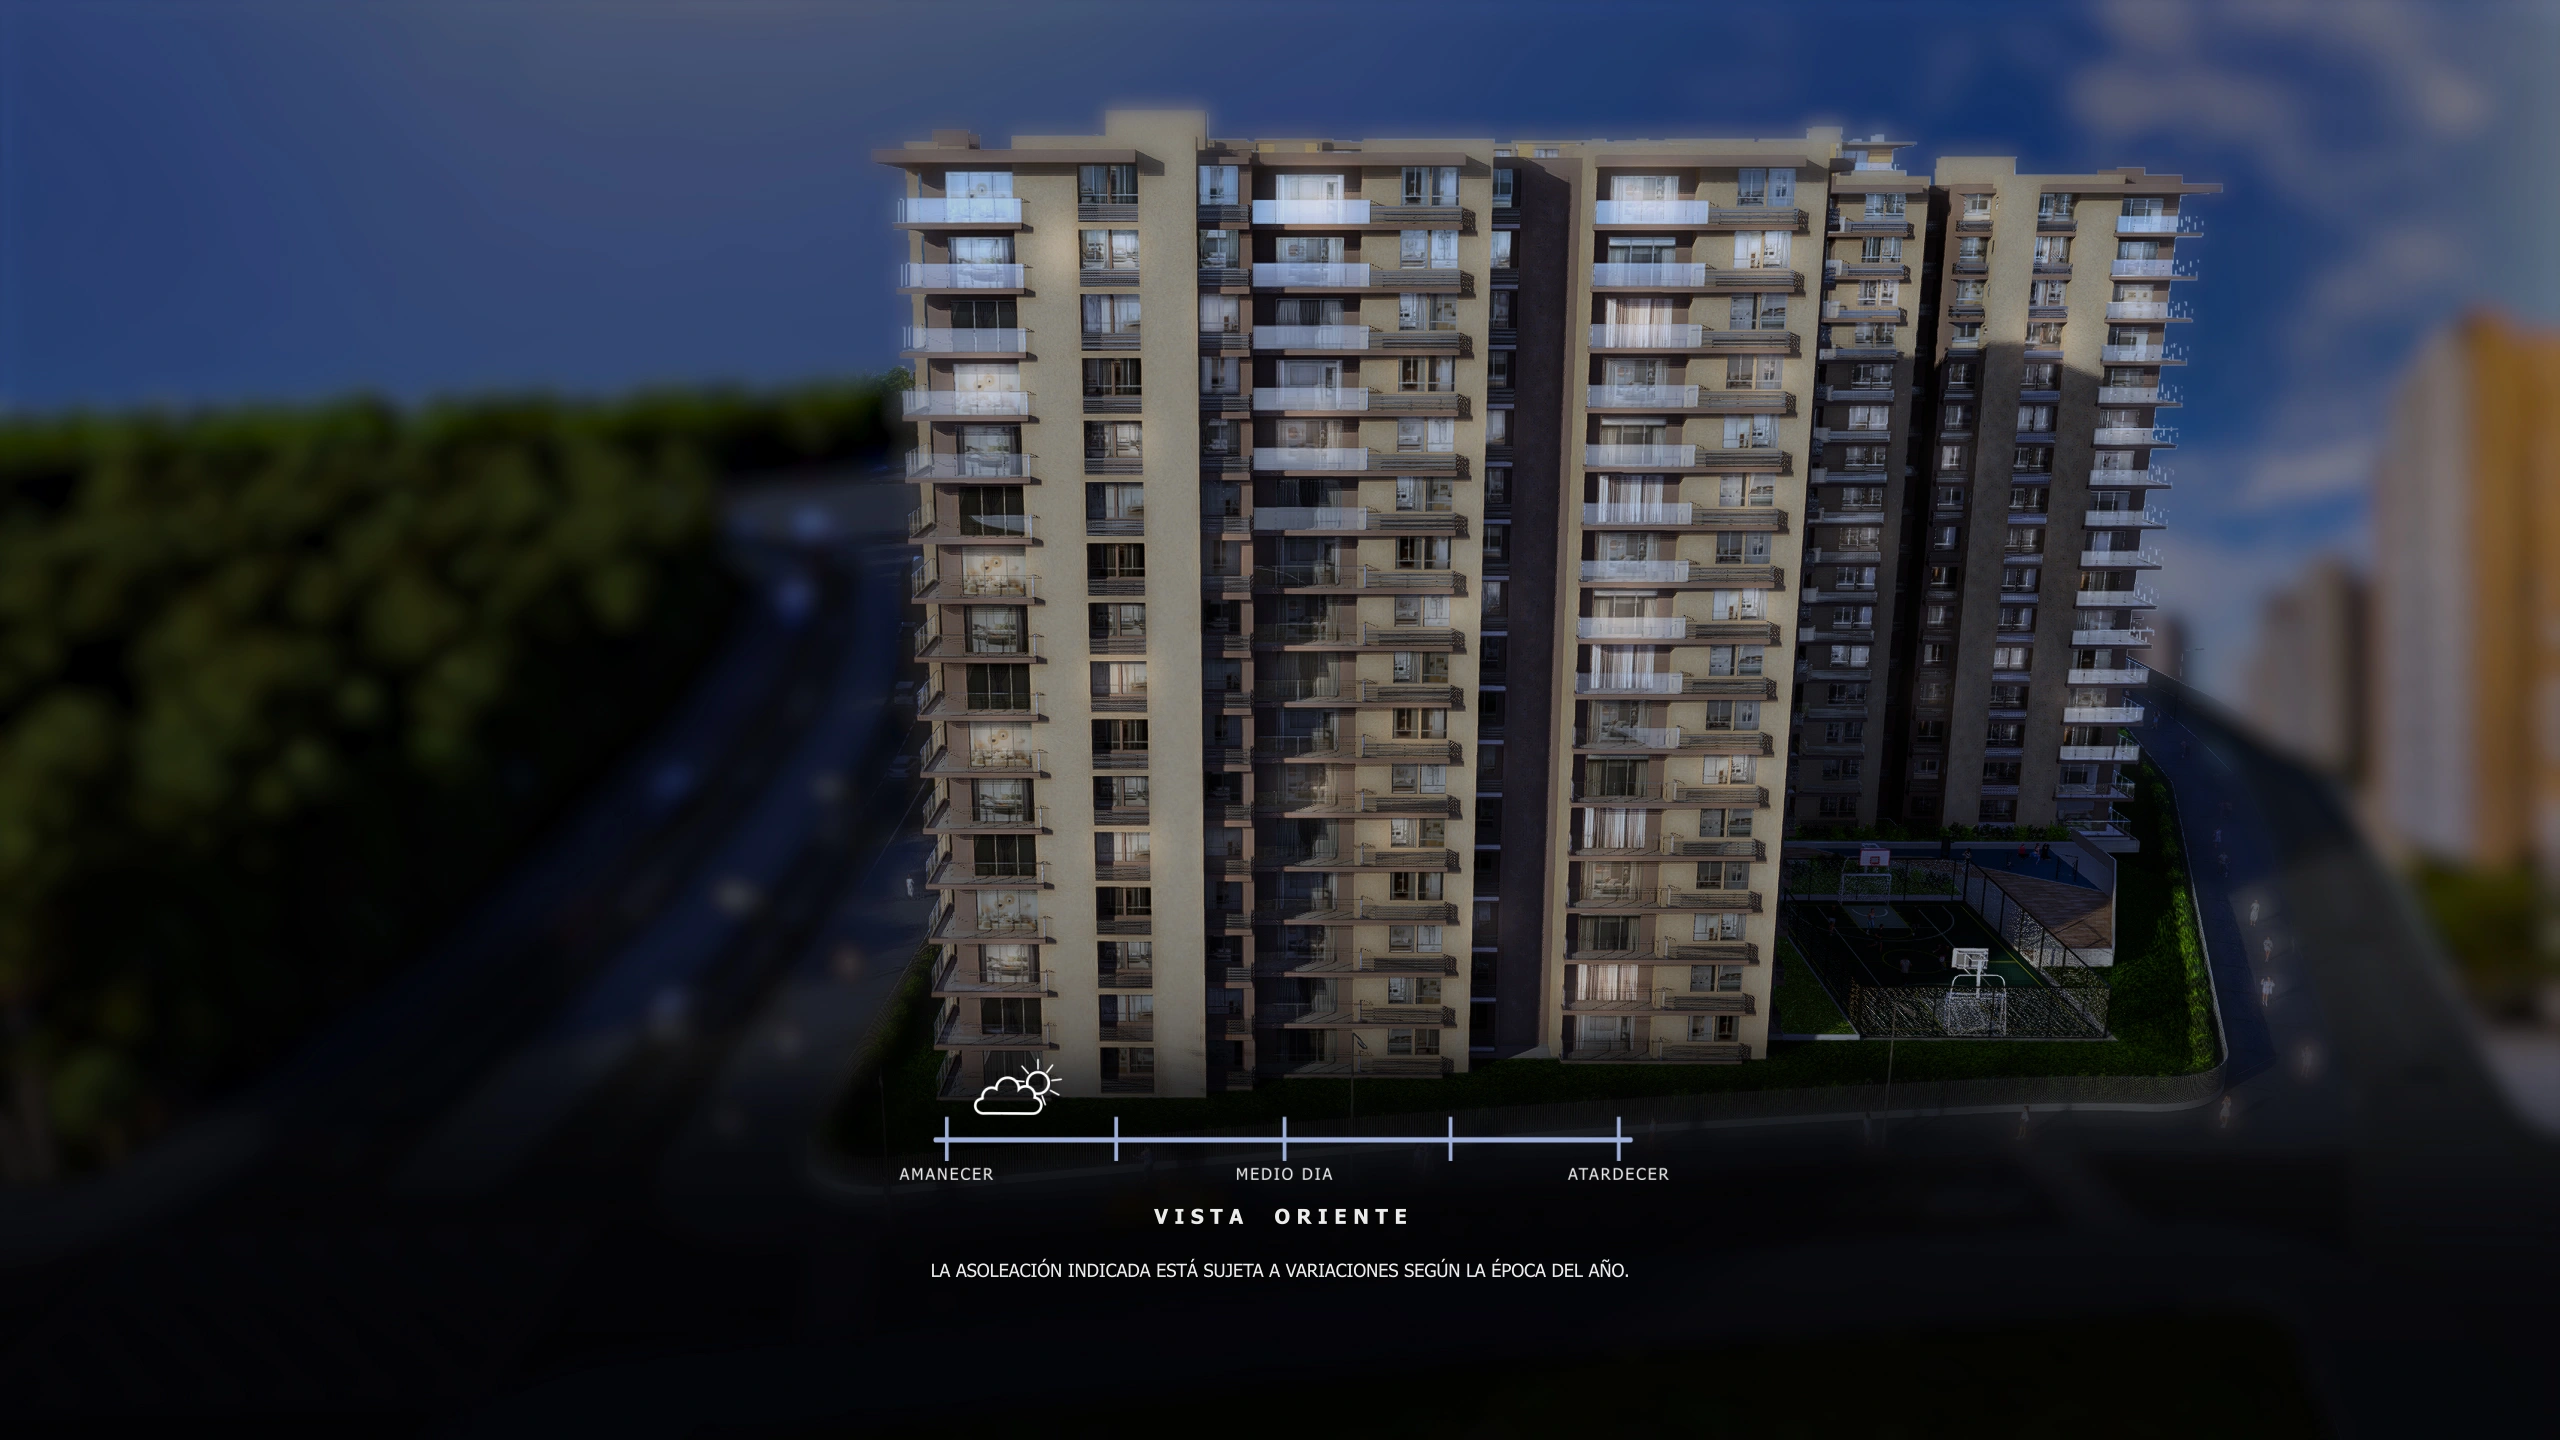 AMANECER MEDIO DIA ATARDECER
VISTA ORIENTE
LA ASOLEACIÓN INDICADA ESTÁ SUJETA A VARIACIONES SEGÚN LA ÉPOCA DEL AÑO.